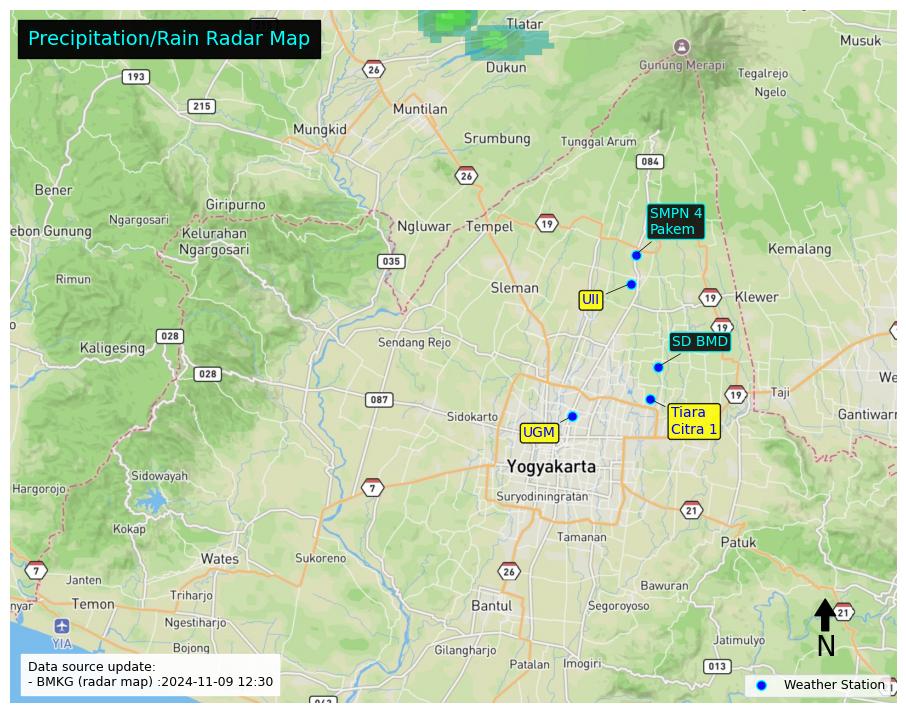 Precipitation/Rain Radar Map
Tlatar
Musuk
26
Gunung Merapi
Dukun
Tegalrejo
193
Ngelo
215
Muntilan
Mungkid
Srumbung
Tunggal Arum
084
26
Bener
Giripurno
SMPN 4
Pakem
Ngargosari
Ngluwar
Tempel
19
ebon Gunung
Kelurahan
Ngargosari
Kemalang
035
Rimun
Sleman
UII
19
Klewer
19
028
Sendang Rejo
SD BMD
Kaligesing
028
We
087
19
Taji
Sidokarto
Tiara
Citra 1
Gantiwarn
UGM
Yogyakarta
Sidowayah
Hargorojo
7
Suryodiningratan
21
Kokap
Tamanan
Patuk
Wates
Sukoreno
7
26
Janten
Bawuran
Triharjo
nyar
Temon
Bantul
Segoroyoso
21
Ngestiharjo
YIA
Jatimulyo
N
Bojong
Gilangharjo
Patalan
Imogiri
013
Data source update:
- BMKG (radar map) :2024-11-09 12:30
Weather Station